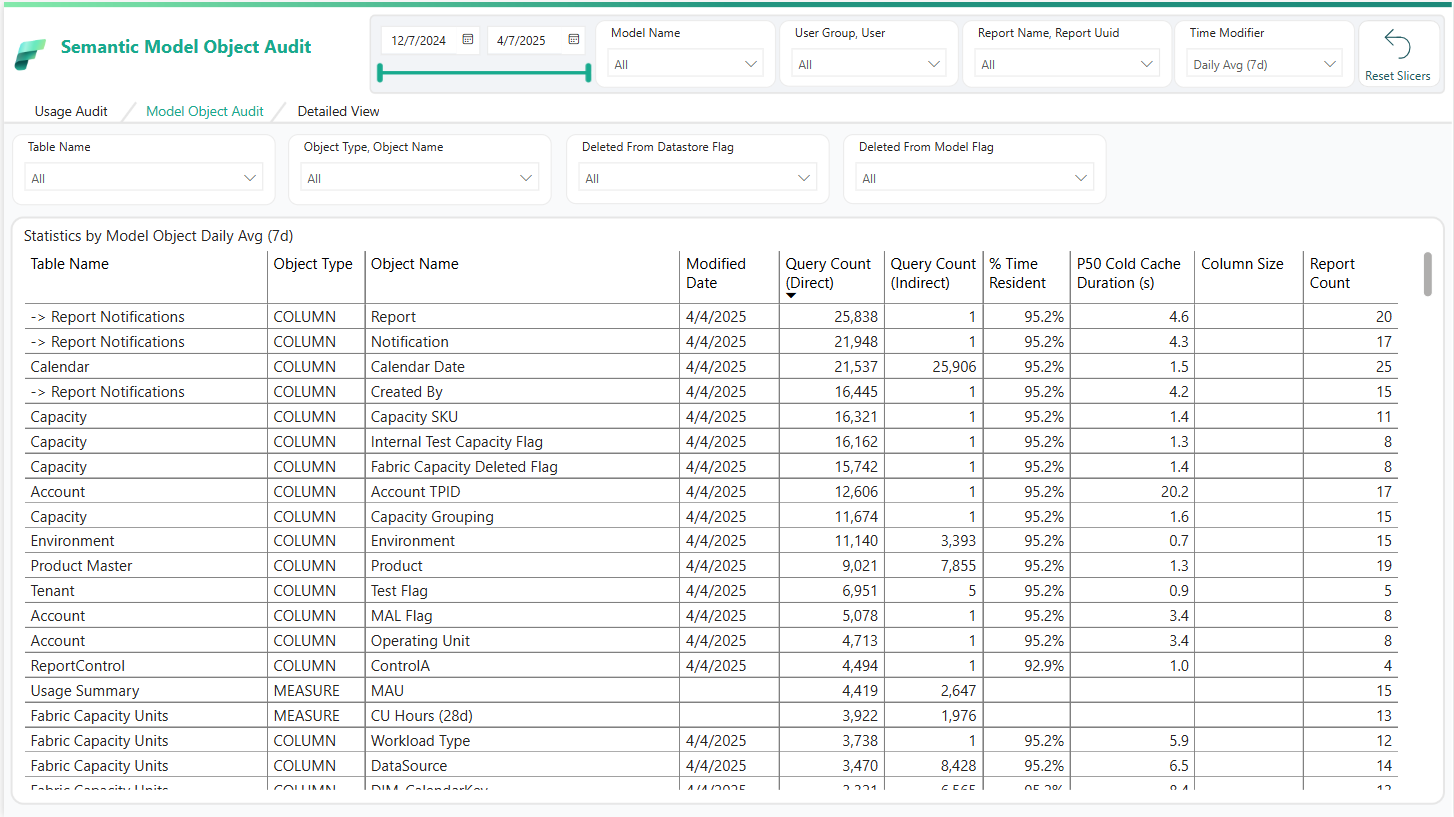 Semantic Model Object Audit
12/7/2024
4/7/2025
Model Name
All
User Group, User
All
Report Name, Report Uuid
All
Time Modifier
Daily Avg (7d)
Reset Slicers
Usage Audit
Model Object Audit
Detailed View
Table Name
All
Object Type, Object Name
All
Deleted From Datastore Flag
All
Deleted From Model Flag
All
Statistics by Model Object Daily Avg (7d)
Table Name Object Type Object Name Modified Date Query Count (Direct) Query Count (Indirect) % Time Resident P50 Cold Cache Duration (s) Column Size Report Count
-> Report Notifications COLUMN Report 4/4/2025 25,838 1 95.2% 4.6 20
-> Report Notifications COLUMN Notification 4/4/2025 21,948 1 95.2% 4.3 17
Calendar COLUMN Calendar Date 4/4/2025 21,537 25,906 95.2% 1.5 25
-> Report Notifications COLUMN Created By 4/4/2025 16,445 1 95.2% 4.2 15
Capacity COLUMN Capacity SKU 4/4/2025 16,321 1 95.2% 1.4 11
Capacity COLUMN Internal Test Capacity Flag 4/4/2025 16,162 1 95.2% 1.3 8
Capacity COLUMN Fabric Capacity Deleted Flag 4/4/2025 15,742 1 95.2% 1.4 8
Account COLUMN Account TPID 4/4/2025 12,606 1 95.2% 20.2 17
Capacity COLUMN Capacity Grouping 4/4/2025 11,674 1 95.2% 1.6 15
Environment COLUMN Environment 4/4/2025 11,140 3,393 95.2% 0.7 15
Product Master COLUMN Product 4/4/2025 9,021 7,855 95.2% 1.3 19
Tenant COLUMN Test Flag 4/4/2025 6,951 5 95.2% 0.9 5
Account COLUMN MAL Flag 4/4/2025 5,078 1 95.2% 3.4 8
Account COLUMN Operating Unit 4/4/2025 4,713 1 95.2% 3.4 8
ReportControl COLUMN ControlA 4/4/2025 4,494 1 92.9% 1.0 4
Usage Summary MEASURE MAU 4,419 2,647 15
Fabric Capacity Units MEASURE CU Hours (28d) 3,922 1,976 13
Fabric Capacity Units COLUMN Workload Type 4/4/2025 3,738 1 95.2% 5.9 12
Fabric Capacity Units COLUMN DataSource 4/4/2025 3,470 8,428 95.2% 6.5 14
Fabric Capacity Units COLUMN DIM_CalendarKey 4/4/2025 95.2%